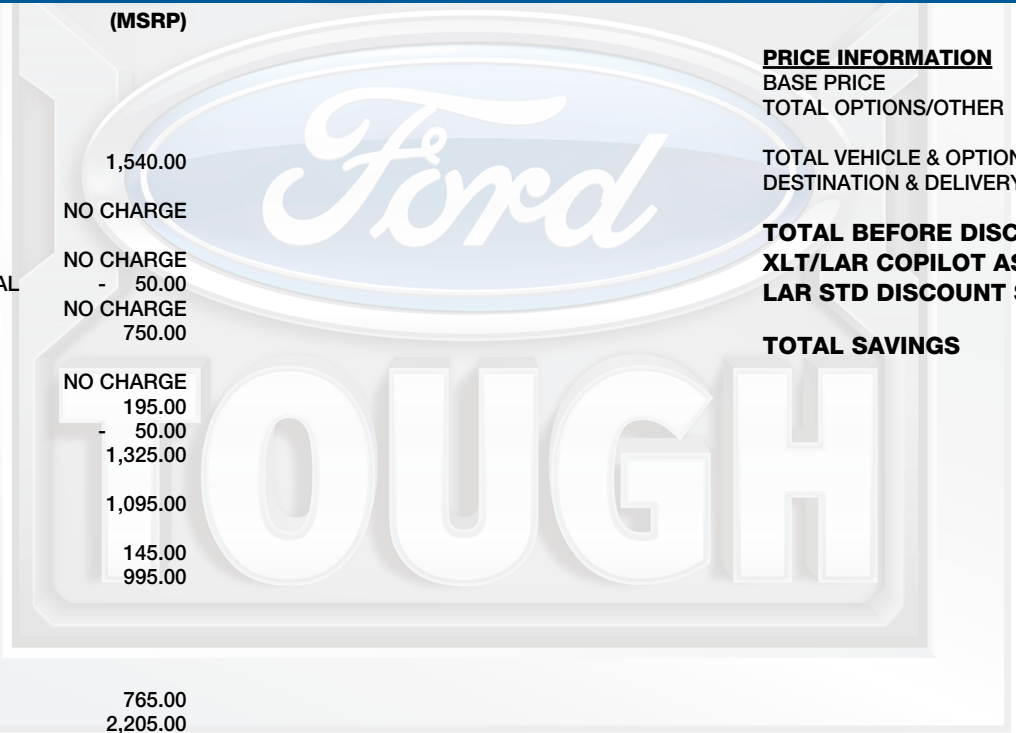 (MSRP)
1,540.00
NO CHARGE
NO CHARGE
AL - 50.00
NO CHARGE
750.00
NO CHARGE
195.00
- 50.00
1,325.00
1,095.00
145.00
995.00
765.00
2,205.00
PRICE INFORMATION
BASE PRICE
TOTAL OPTIONS/OTHER
TOTAL VEHICLE & OPTION
DESTINATION & DELIVERY
TOTAL BEFORE DISC
XLT/LAR COPILOT AS
LAR STD DISCOUNT
TOTAL SAVINGS
Ford
TOUGH